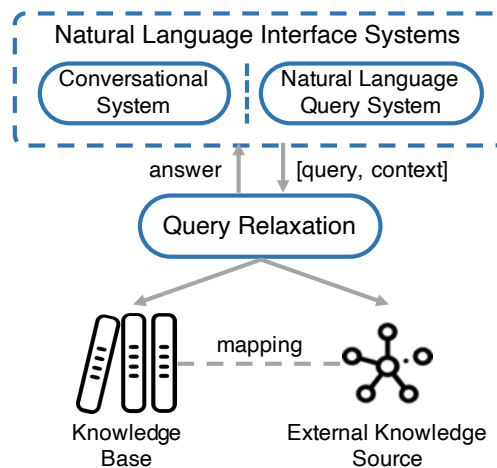 Natural Language Interface Systems
Conversational
System
Natural Language
Query System
answer
[query, context]
Query Relaxation
mapping
Knowledge
Base
External Knowledge
Source